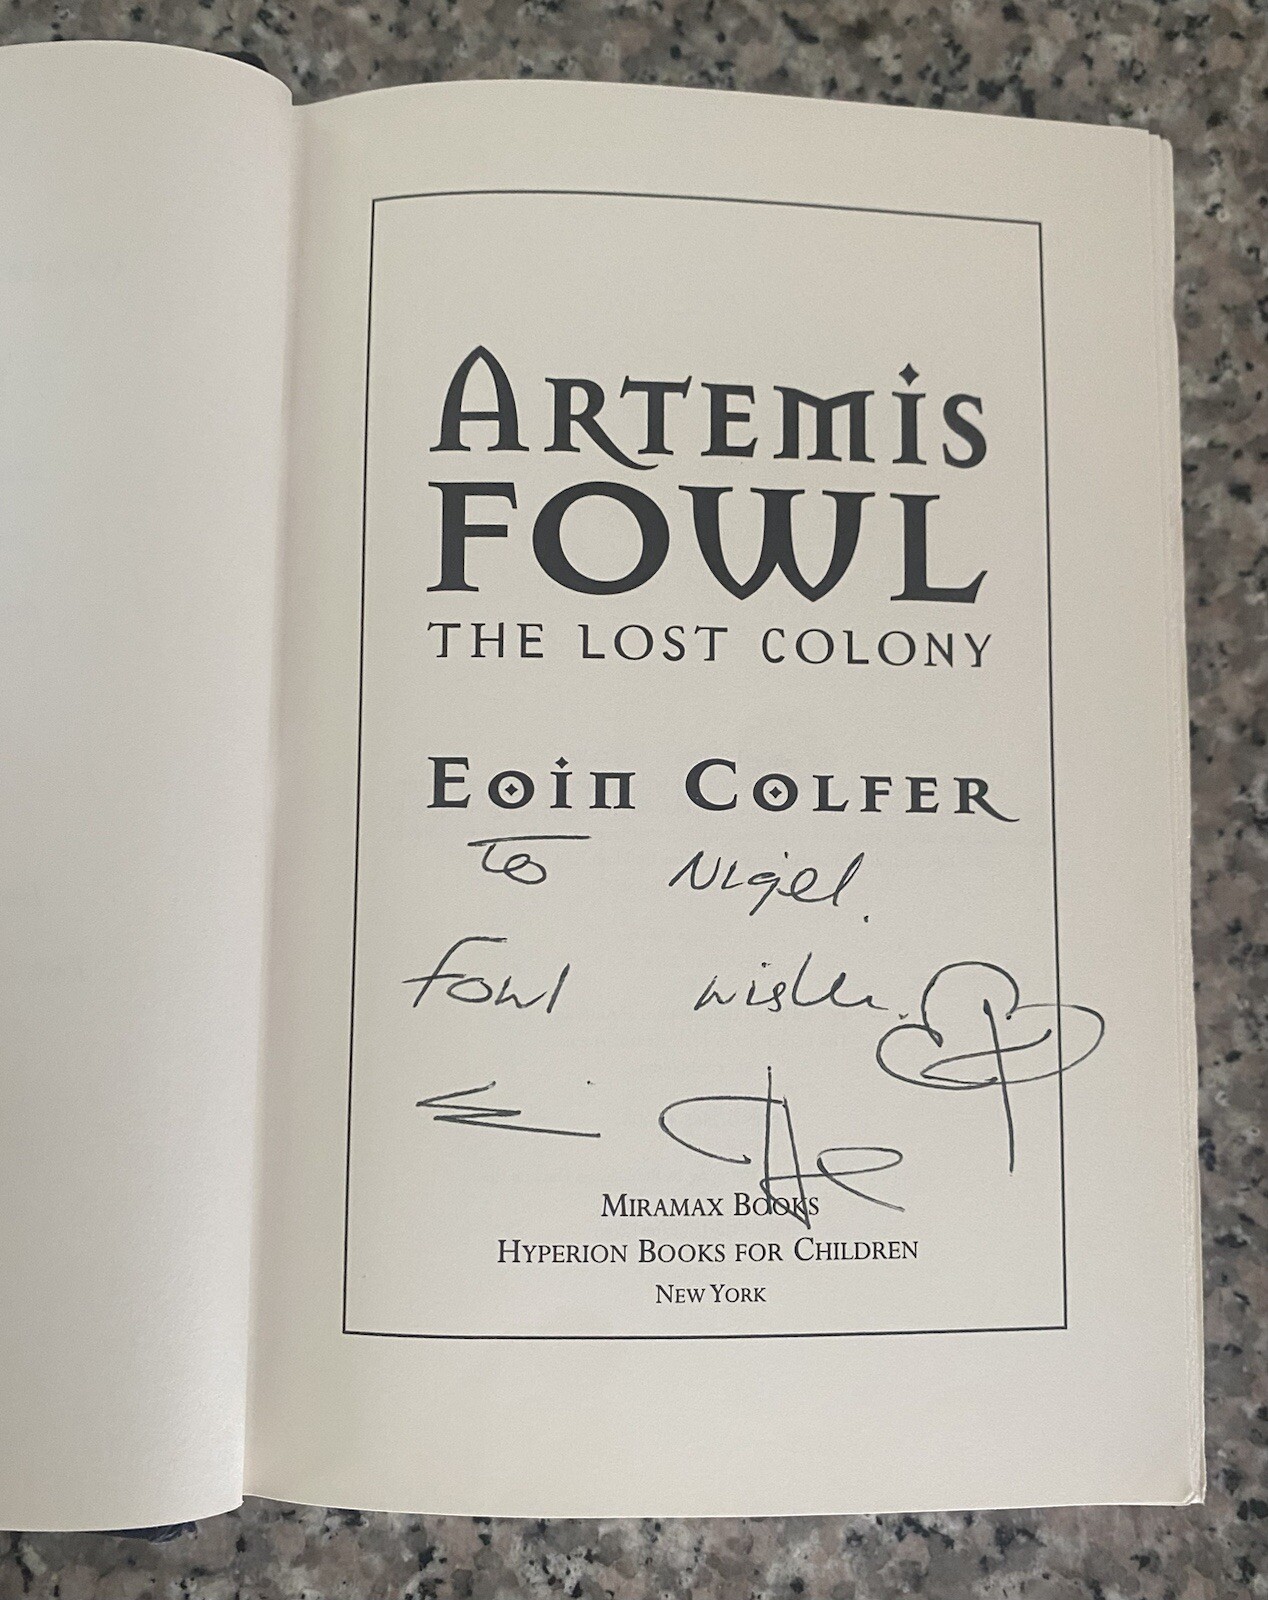 ARTEMIS
FOWL
THE LOST COLONY
EOIN COLFER
To Nigel.
Fowl wishes.
MIRAMAX BOOKS
HYPERION BOOKS FOR CHILDREN
NEW YORK